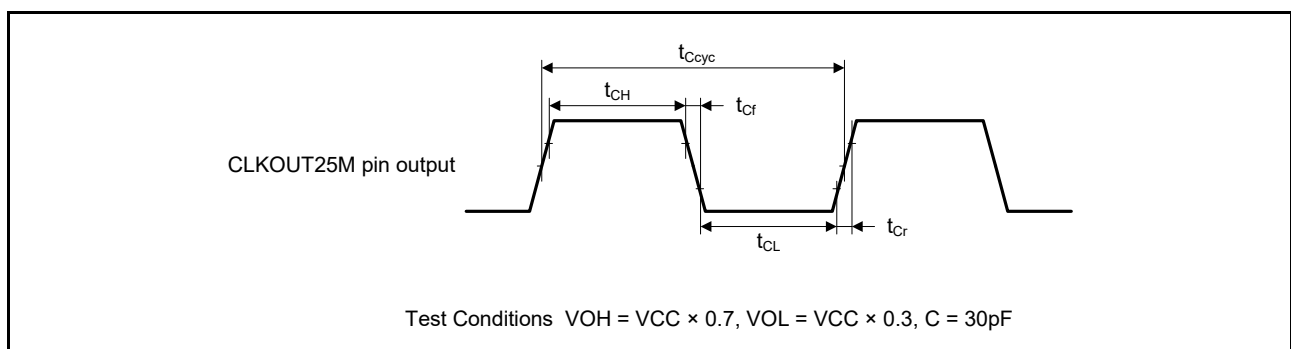 tCcyc
tCH
tCf
CLKOUT25M pin output
tCL
tCr
Test Conditions VOH = VCC × 0.7, VOL = VCC × 0.3, C = 30pF